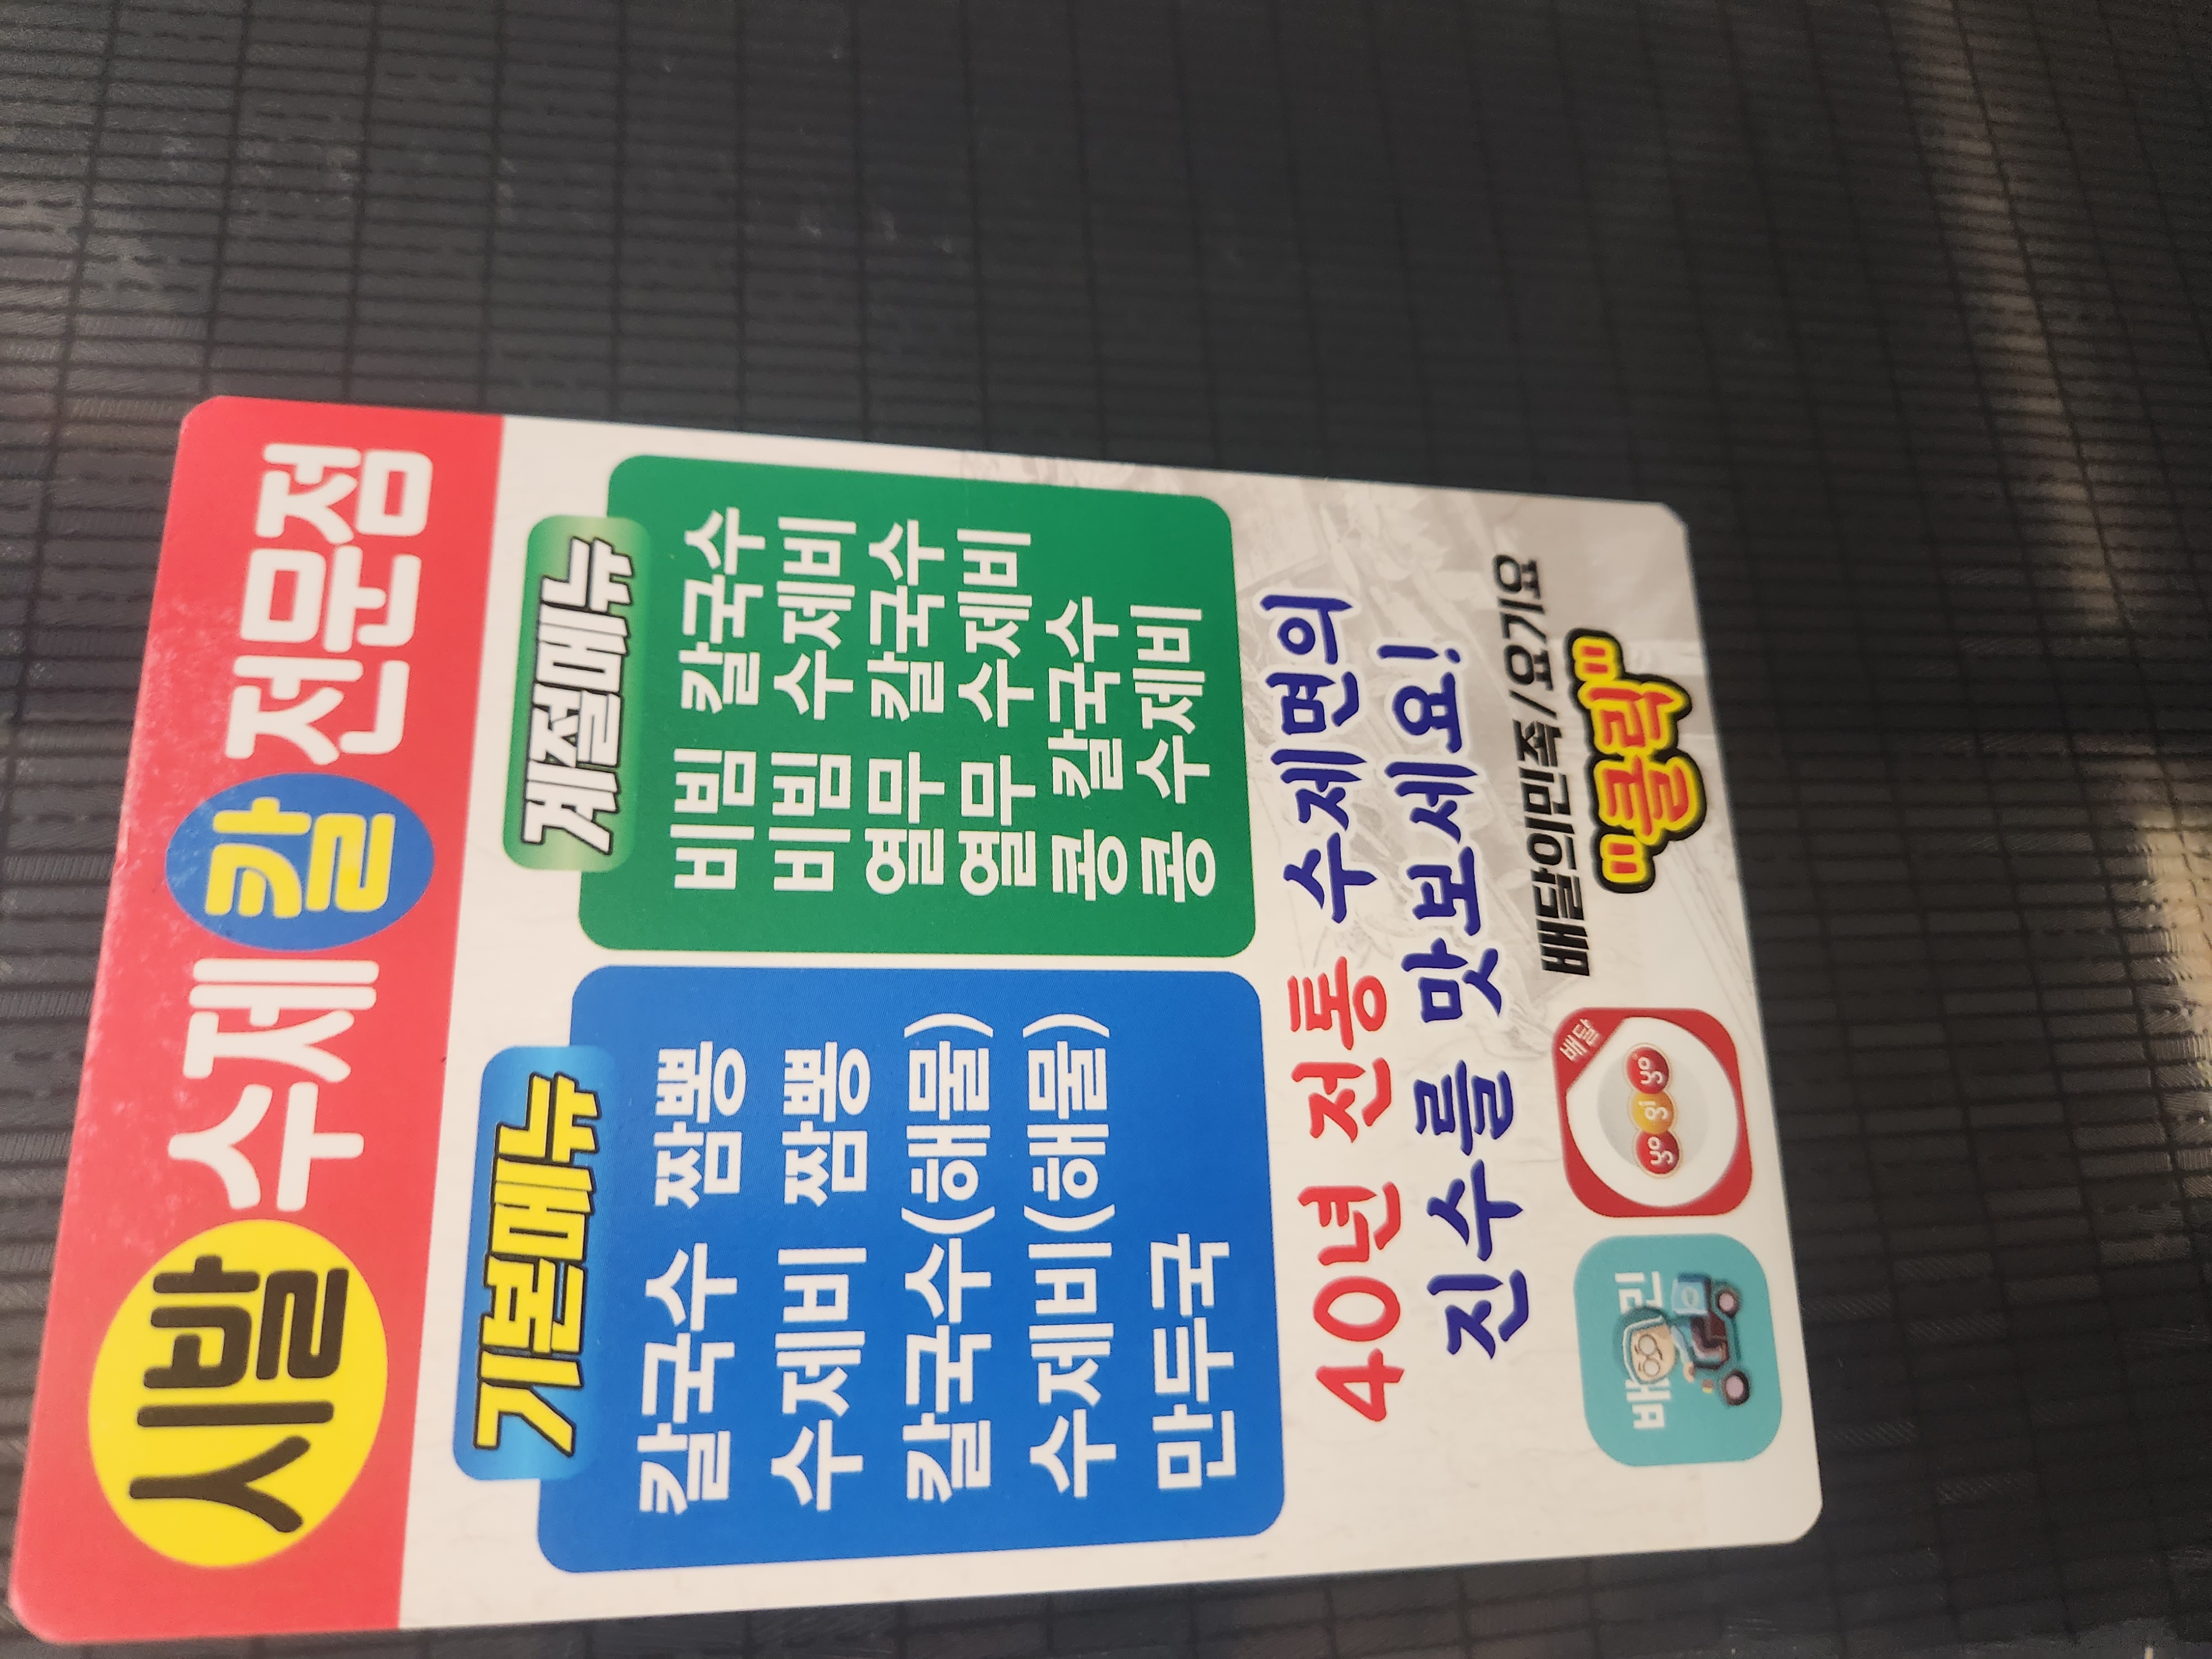 시발 수제 칼 전문점
기본메뉴
칼국수 짬뽕
수제비 짬뽕
칼국수(해물)
수제비(해물)
만두국
계절메뉴
비빔 칼국수
비빔 수제비
열무 칼국수
열무 수제비
콩 칼국수
콩 수제비
40년 전통 수제면의
진수를 맛보세요!
배달의민족/요기요
"클릭"
배민
배달
yo gi yo